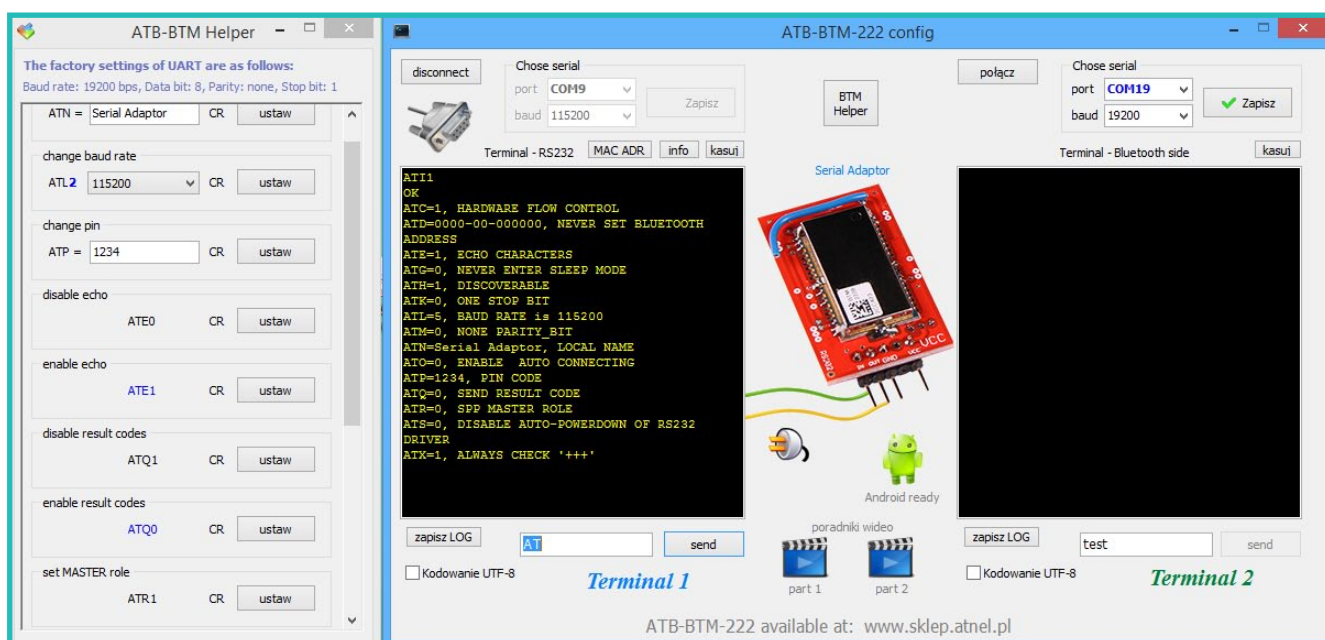 ATB-BTM Helper
The factory settings of UART are as follows:
Baud rate: 19200 bps, Data bit: 8, Parity: none, Stop bit: 1
ATN = Serial Adaptor CR ustaw
change baud rate
ATL2 115200 CR ustaw
change pin
ATP = 1234 CR ustaw
disable echo
ATE0 CR ustaw
enable echo
ATE1 CR ustaw
disable result codes
ATQ1 CR ustaw
enable result codes
ATQ0 CR ustaw
set MASTER role
ATR1 CR ustaw
ATB-BTM-222 config
disconnect
Chose serial
port COM9
baud 115200
Zapisz
Terminal - RS232 MAC ADR info kasuj
ATI1
OK
ATC=1, HARDWARE FLOW CONTROL
ATD=0000-00-000000, NEVER SET BLUETOOTH
ADDRESS
ATE=1, ECHO CHARACTERS
ATG=0, NEVER ENTER SLEEP MODE
ATH=1, DISCOVERABLE
ATK=0, ONE STOP BIT
ATL=5, BAUD RATE is 115200
ATM=0, NONE PARITY_BIT
ATN=Serial Adaptor, LOCAL NAME
ATO=0, ENABLE  AUTO CONNECTING
ATP=1234, PIN CODE
ATQ=0, SEND RESULT CODE
ATR=0, SPP MASTER ROLE
ATS=0, DISABLE AUTO-POWERDOWN OF RS232
DRIVER
ATX=1, ALWAYS CHECK '+++'
zapisz LOG
AT
send
Kodowanie UTF-8
Terminal 1
BTM
Helper
Serial Adaptor
RS232
IN OUT GND VCC
VCC
Android ready
poradniki wideo
part 1 part 2
połącz
Chose serial
port COM19
baud 19200
Zapisz
Terminal - Bluetooth side kasuj
zapisz LOG
test
send
Kodowanie UTF-8
Terminal 2
ATB-BTM-222 available at: www.sklep.atnel.pl